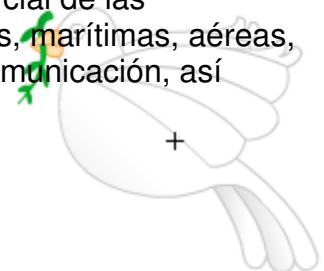 cial de las
s, marítimas, aéreas,
municación, así